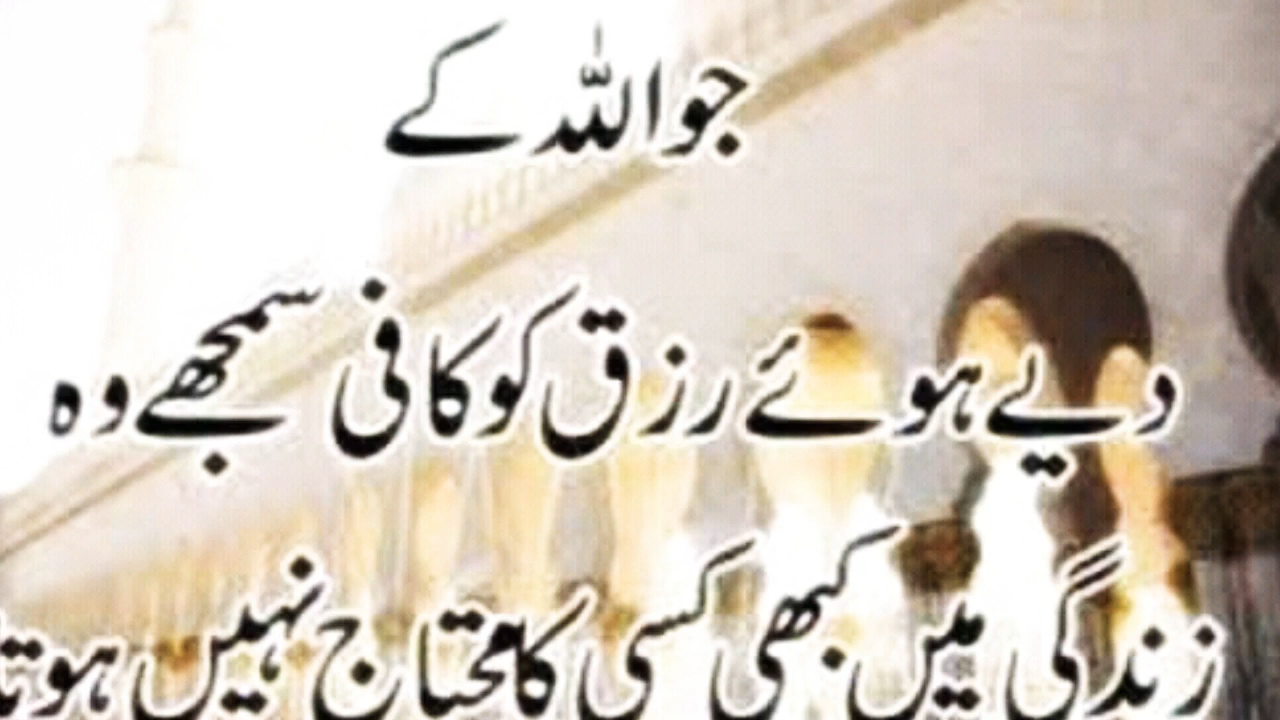 جو اللہ کے
دیے ہوئے رزق کو کافی سمجھے وہ
زندگی میں کبھی کسی کا محتاج نہیں ہوتا